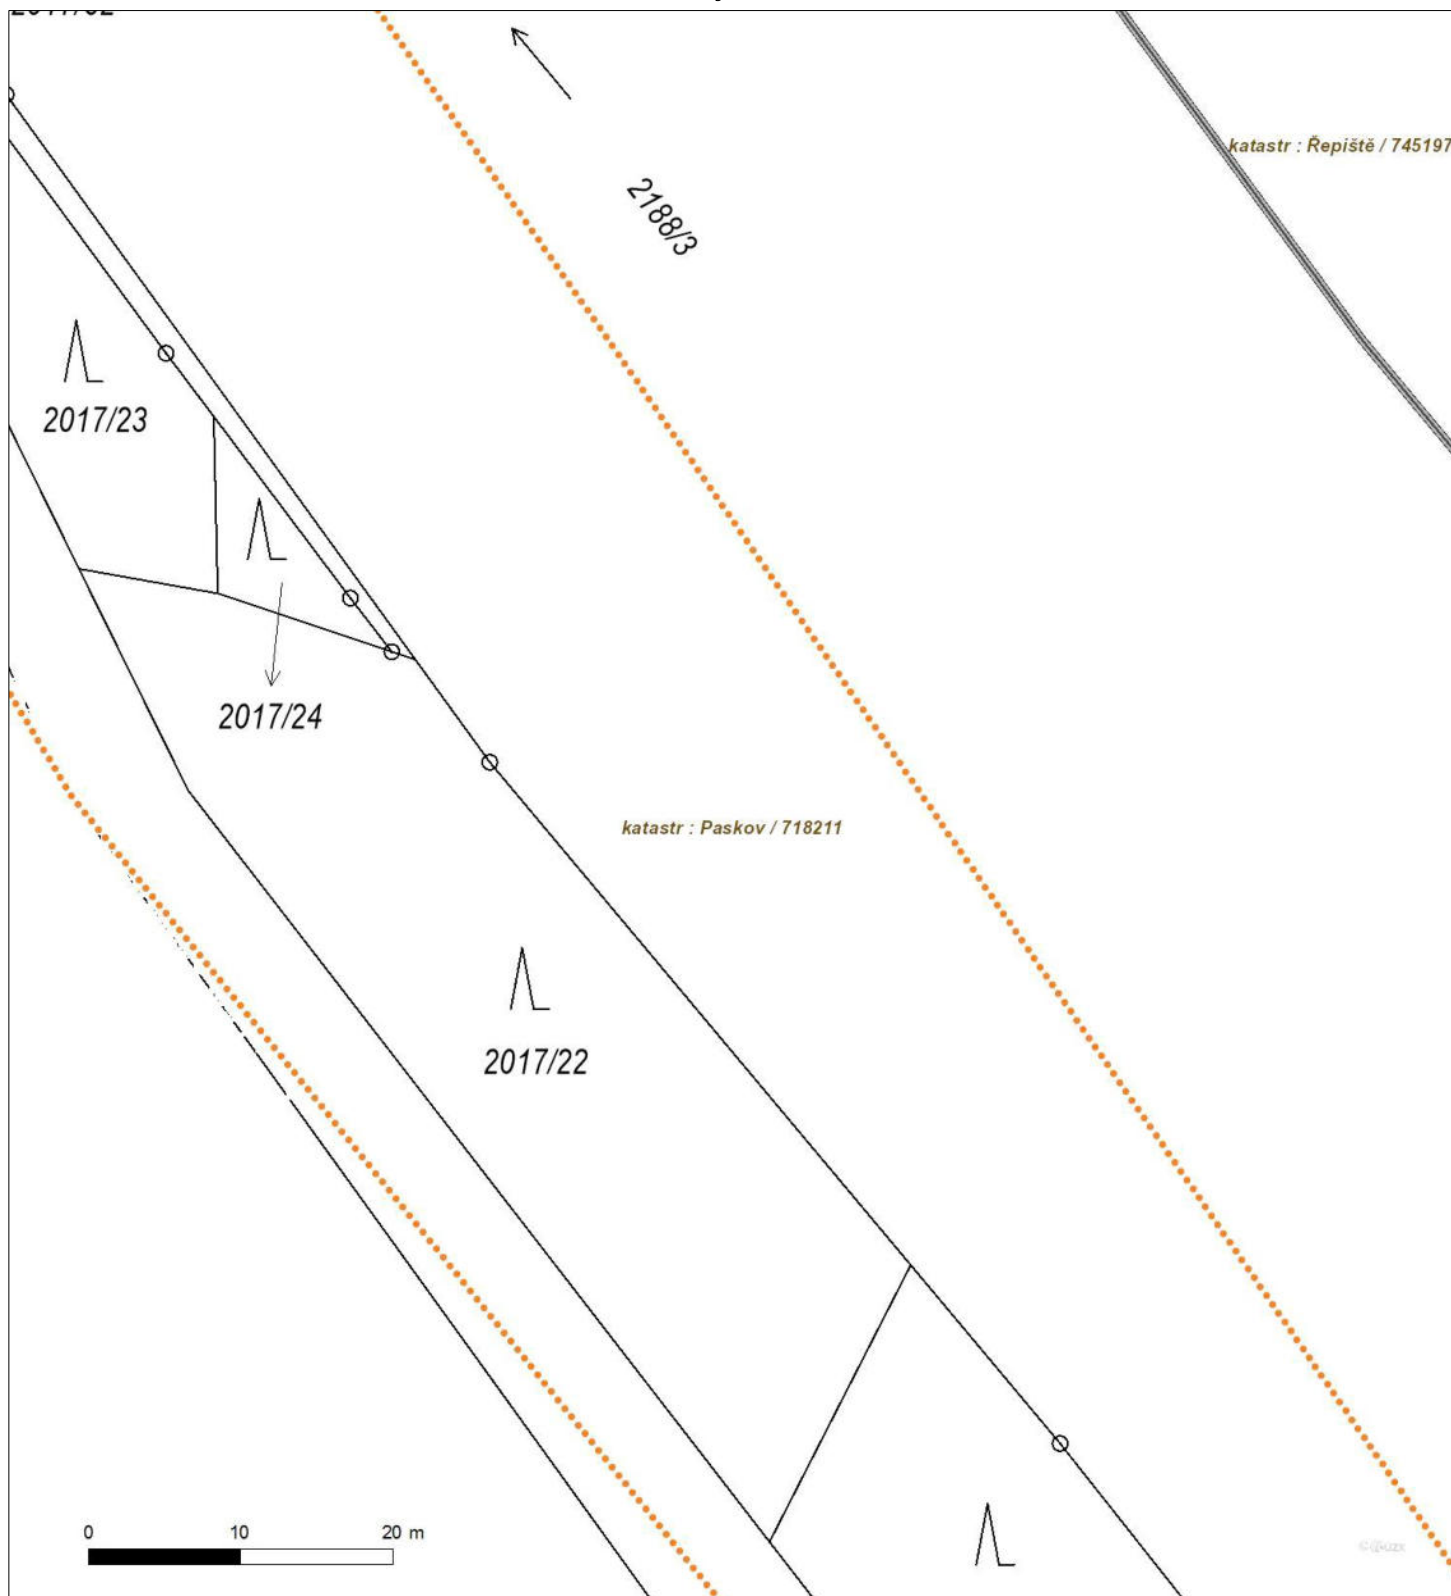 katastr : Řepiště / 745197
2188/3
2017/23
2017/24
katastr : Paskov / 718211
2017/22
0 10 20 m